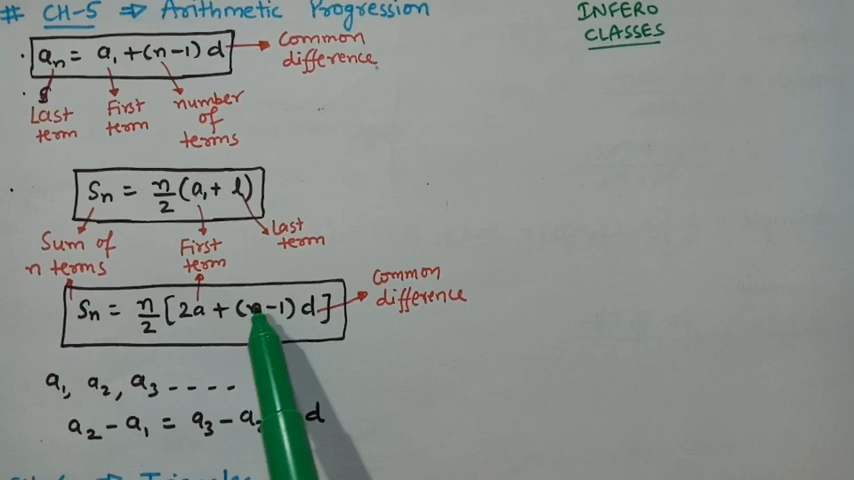 # CH-5 ⇒ Arithmetic Progression
INFERO
CLASSES
aₙ = a₁ + (n-1) d
Common
difference
Last
term
First
term
number
of
terms
Sₙ = n/2 (a₁ + l)
Sum of
n terms
First
term
Last
term
Sₙ = n/2 [2a + (n-1) d]
Common
difference
a₁, a₂, a₃ ----
a₂ - a₁ = a₃ - a₂ d
⇒ Triangles